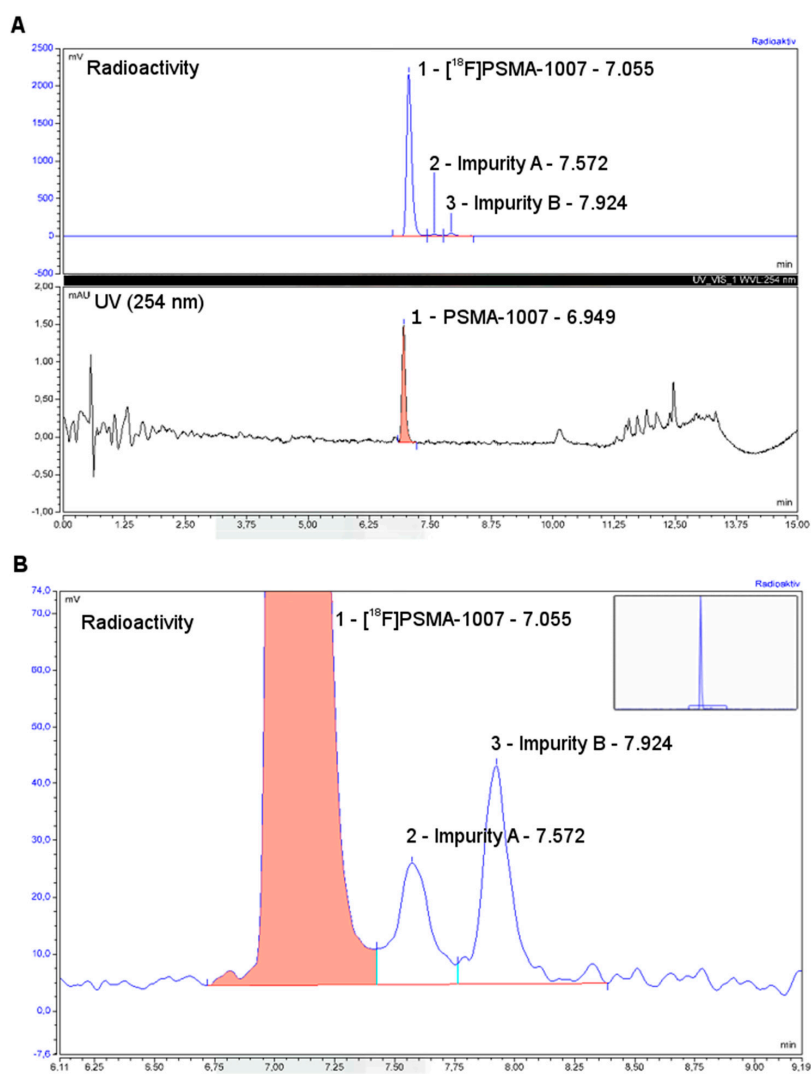 A
Radioaktiv
mV
Radioactivity
1 - [¹⁸F]PSMA-1007 - 7.055
2 - Impurity A - 7.572
3 - Impurity B - 7.924
2500
2000
1500
1000
500
0
-500
min
UV_VIS_1 WVL:254 nm
mAU
UV (254 nm)
1 - PSMA-1007 - 6.949
2,00
1,50
1,00
0,50
0,00
-0,50
-1,00
min
0,00 1,25 2,50 3,75 5,00 6,25 7,50 8,75 10,00 11,25 12,50 13,75 15,00
B
Radioaktiv
74,0
mV
Radioactivity
1 - [¹⁸F]PSMA-1007 - 7.055
3 - Impurity B - 7.924
2 - Impurity A - 7.572
70,0
60,0
50,0
40,0
30,0
20,0
10,0
0,0
-7,6
min
6,11 6,25 6,50 6,75 7,00 7,25 7,50 7,75 8,00 8,25 8,50 8,75 9,00